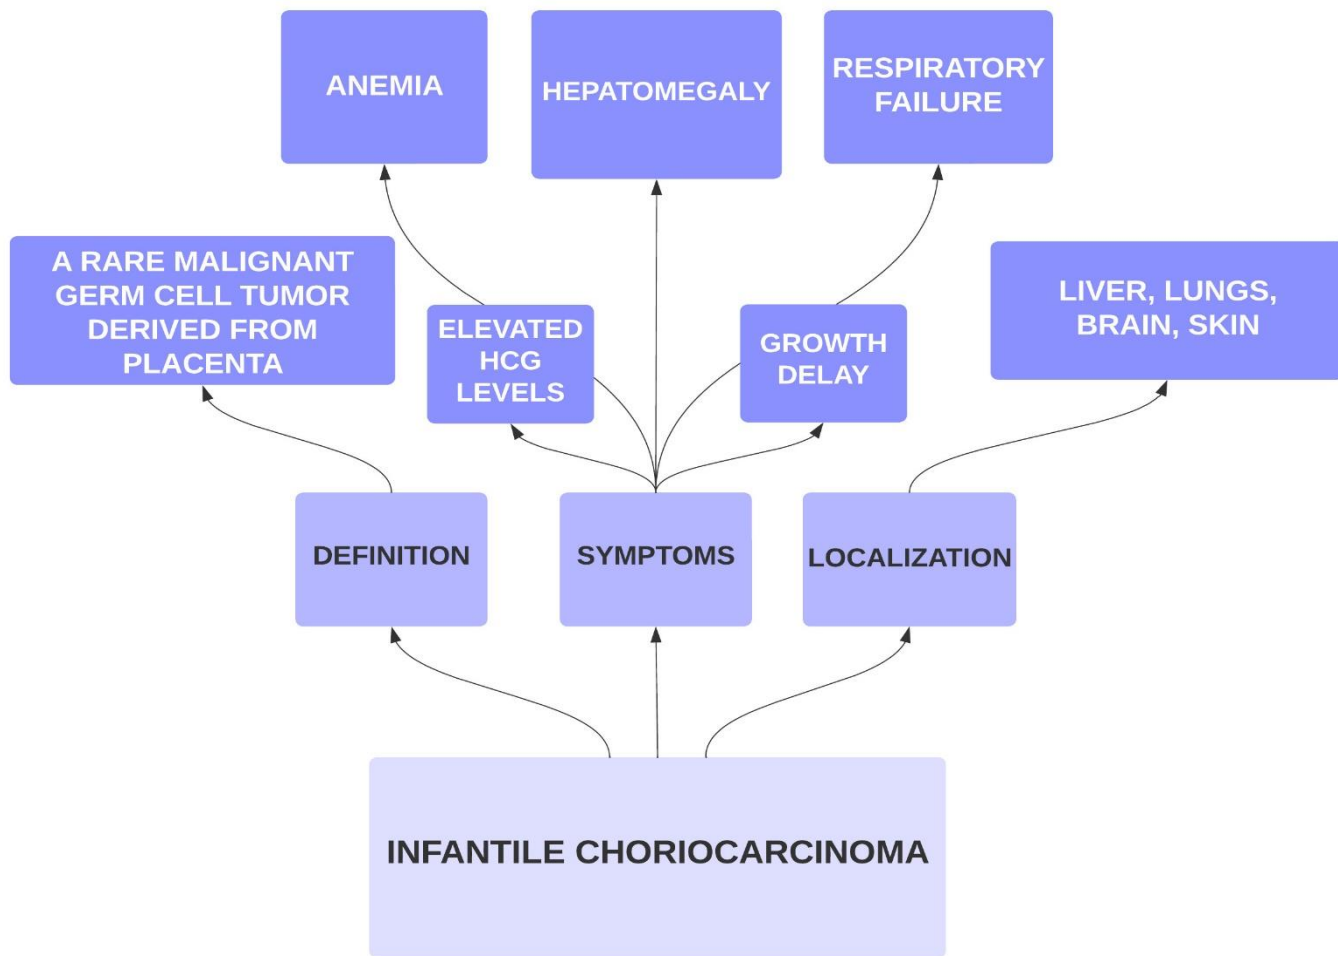 ANEMIA
HEPATOMEGALY
RESPIRATORY
FAILURE
A RARE MALIGNANT
GERM CELL TUMOR
DERIVED FROM
PLACENTA
ELEVATED
HCG
LEVELS
GROWTH
DELAY
LIVER, LUNGS,
BRAIN, SKIN
DEFINITION
SYMPTOMS
LOCALIZATION
INFANTILE CHORIOCARCINOMA